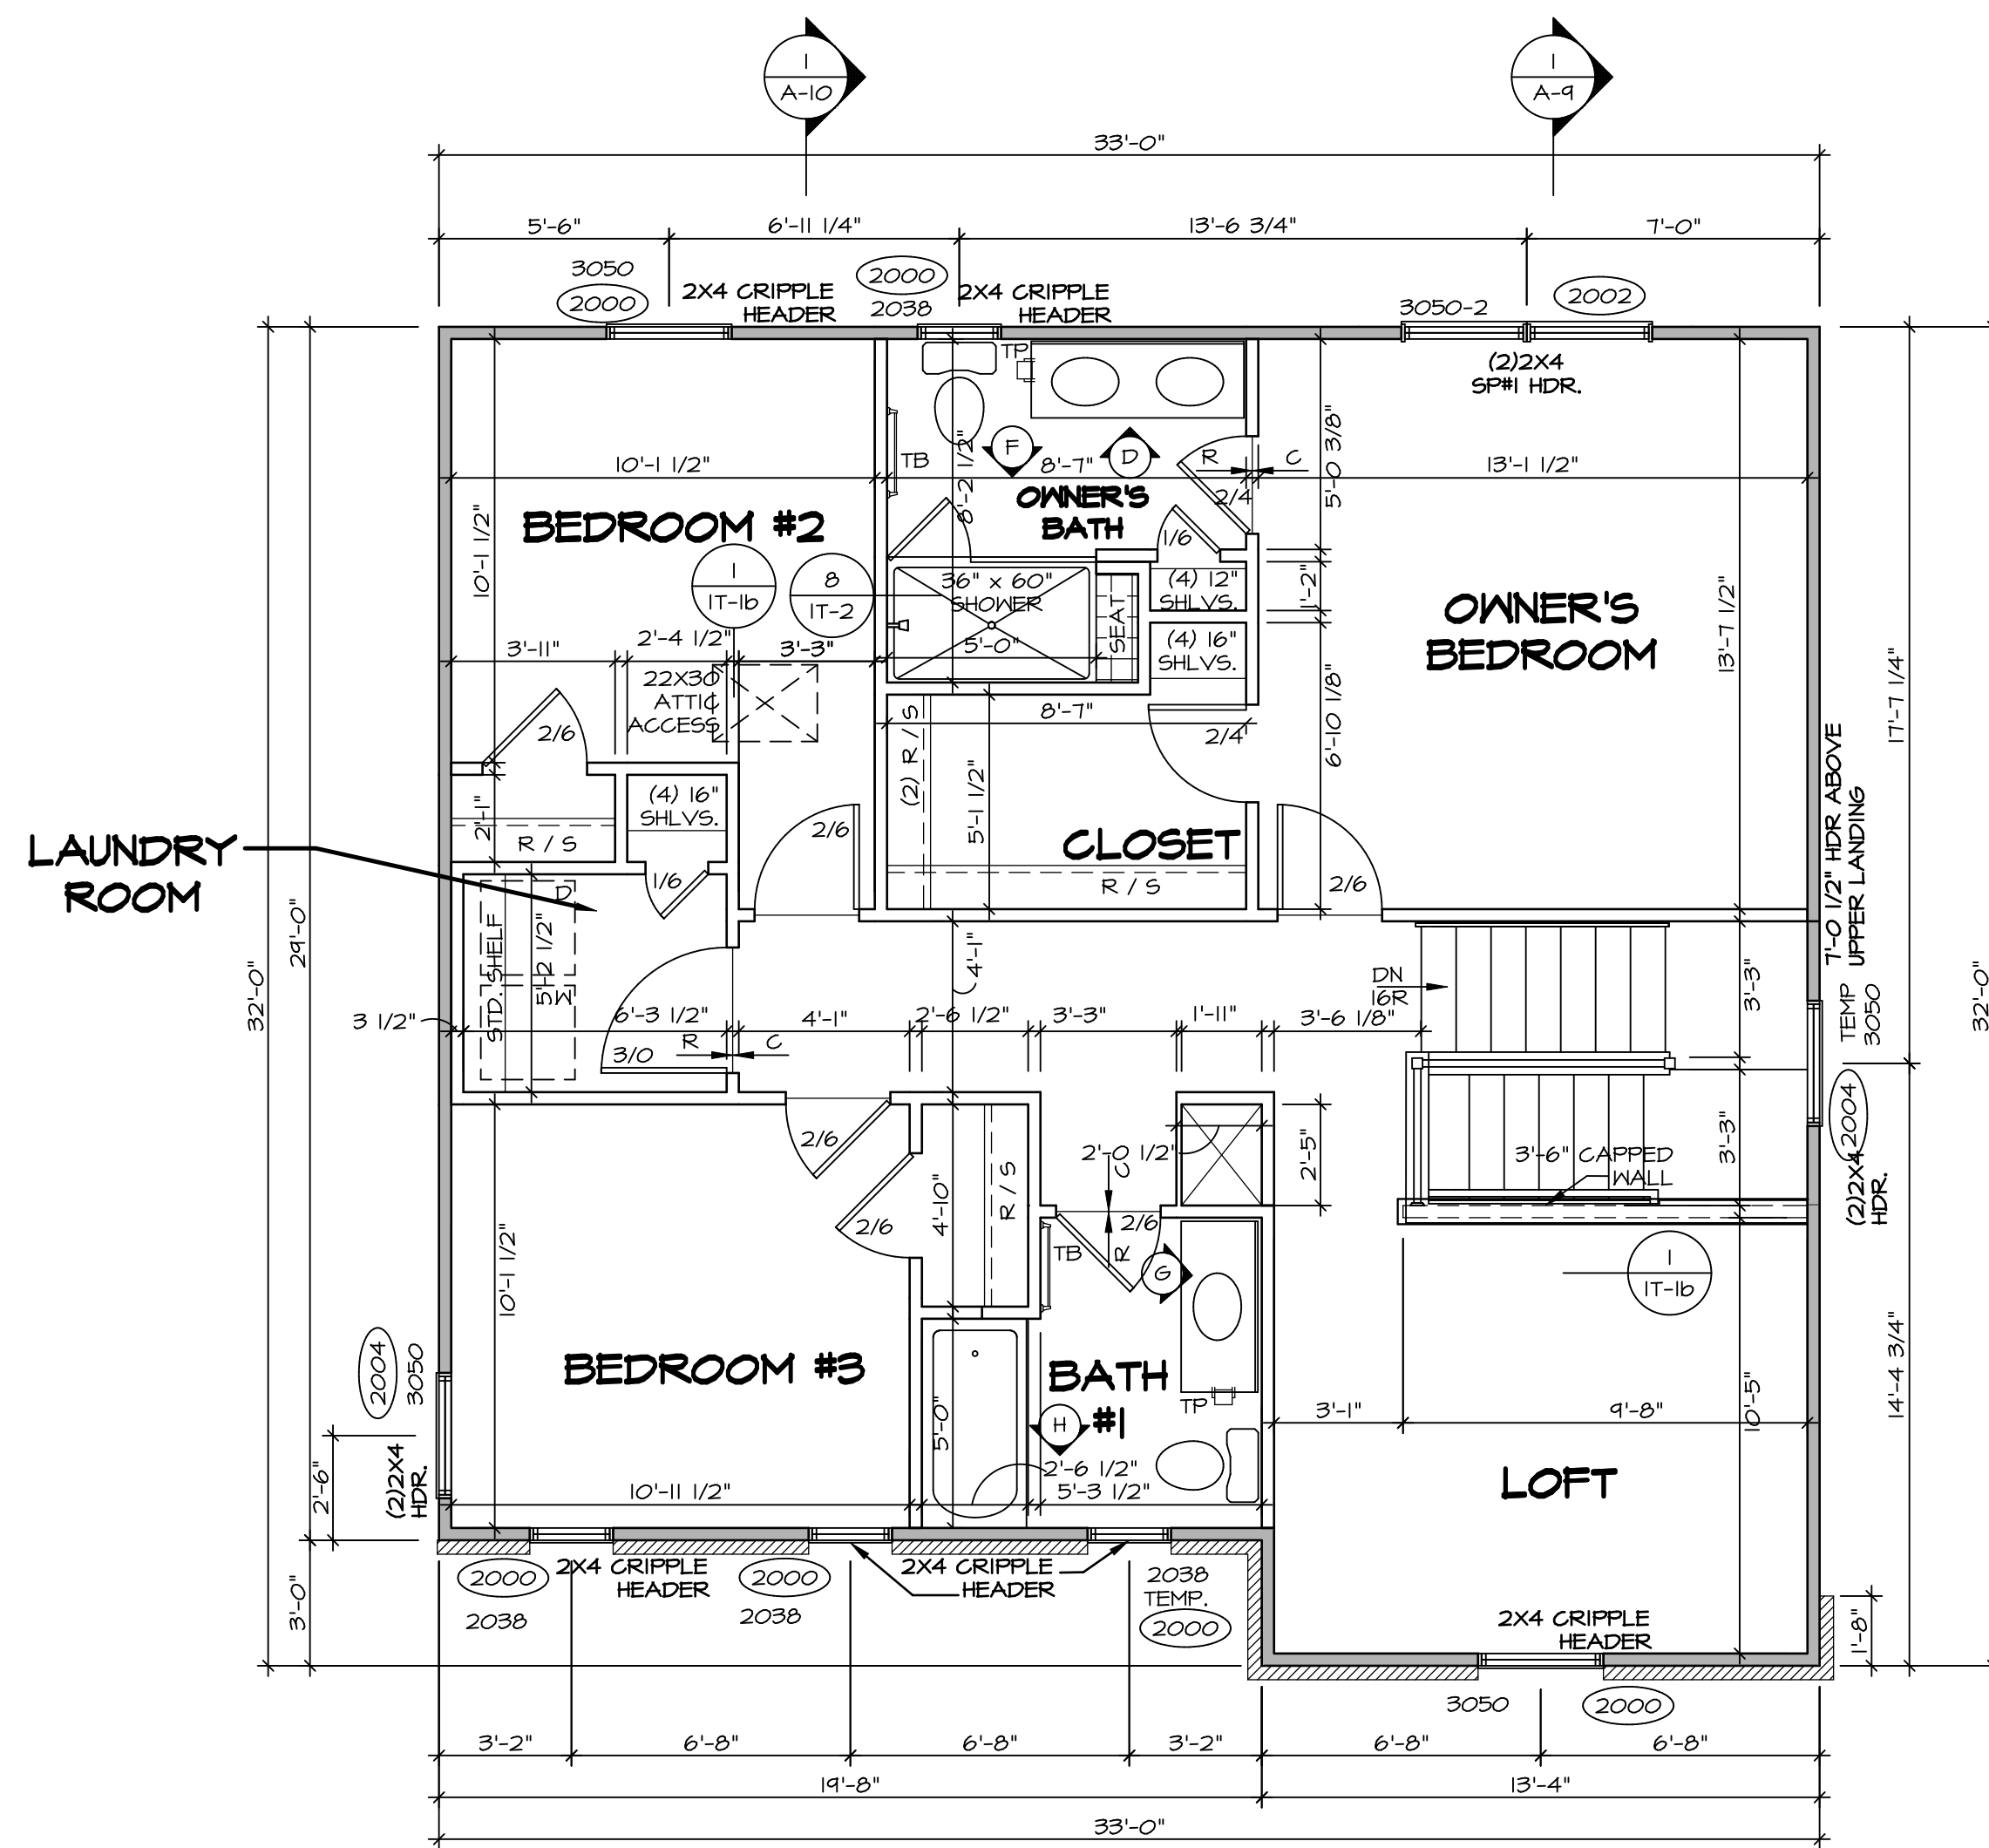 1
A-10
1
A-9
33'-0"
5'-6"
6'-11 1/4"
13'-6 3/4"
7'-0"
3050
2000
2X4 CRIPPLE
HEADER
2000
2038
2X4 CRIPPLE
HEADER
3050-2
2002
(2)2X4
SP#1 HDR.
TP
TB
F
D
8'-2 1/2"
8'-7"
R
C
2/4
5'-0 3/8"
10'-1 1/2"
13'-1 1/2"
10'-1 1/2"
BEDROOM #2
OWNER'S
BATH
1/6
1
1T-1b
8
1T-2
36" x 60"
SHOWER
5'-0"
SEAT
(4) 12"
SHLVS.
1'-2"
(4) 16"
SHLVS.
OWNER'S
BEDROOM
13'-7 1/2"
3'-11"
2'-4 1/2"
3'-3"
22X30
ATTIC
ACCESS
2/6
8'-7"
2/4
6'-10 1/8"
(2) R / S
5'-1 1/2"
CLOSET
R / S
2/6
2/6
(4) 16"
SHLVS.
2'-1"
R / S
1/6
LAUNDRY
ROOM
D
W
STD. SHELF
5'-2 1/2"
17'-7 1/4"
7'-0 1/2" HDR ABOVE
UPPER LANDING
29'-0"
32'-0"
32'-0"
3 1/2"
6'-3 1/2"
4'-1"
4'-1"
2'-6 1/2"
3'-3"
1'-11"
3'-6 1/8"
3/0
R
C
DN
16R
3'-3"
TEMP
3050
2004
(2)2X4
HDR.
3'-3"
3'-6" CAPPED
WALL
2/6
2'-0 1/2"
2'-5"
C
R
2/6
2/6
4'-10"
R / S
TB
G
10'-1 1/2"
1
1T-1b
BEDROOM #3
BATH
#1
TP
H
5'-0"
2'-6 1/2"
5'-3 1/2"
10'-11 1/2"
3'-1"
9'-8"
10'-5"
14'-4 3/4"
LOFT
2004
3050
(2)2X4
HDR.
2'-6"
3'-0"
2000
2038
2X4 CRIPPLE
HEADER
2000
2038
2X4 CRIPPLE
HEADER
2038
TEMP.
2000
2X4 CRIPPLE
HEADER
1'-8"
3050
2000
3'-2"
6'-8"
6'-8"
3'-2"
6'-8"
6'-8"
19'-8"
13'-4"
33'-0"